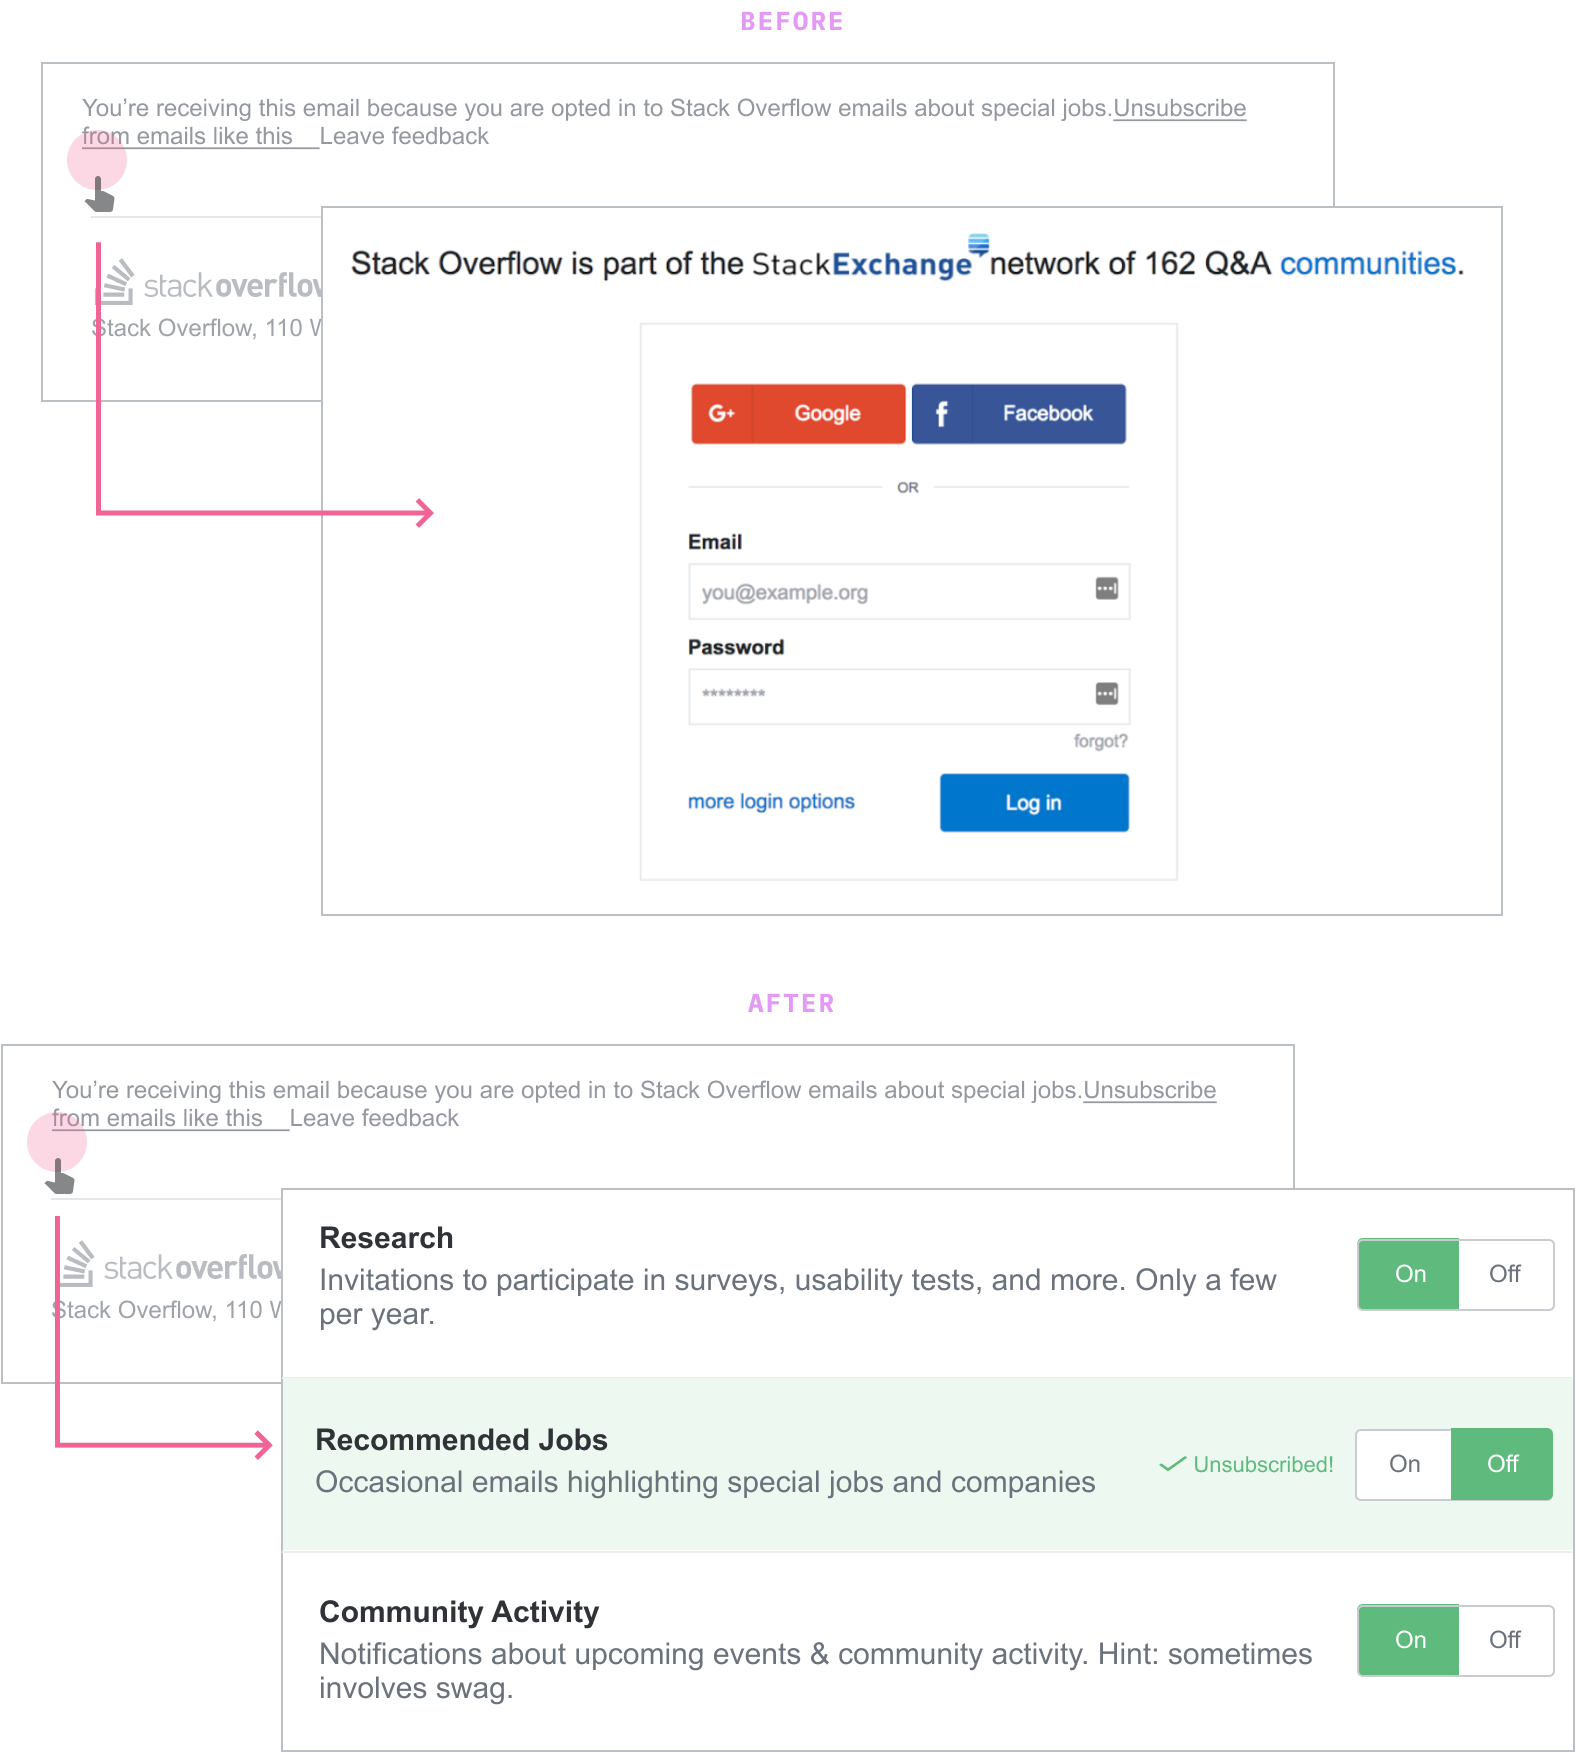 BEFORE
You’re receiving this email because you are opted in to Stack Overflow emails about special jobs.Unsubscribe
from emails like this Leave feedback
stackoverflow
Stack Overflow, 110 W
Stack Overflow is part of the StackExchange network of 162 Q&A communities.
G+ Google
f Facebook
OR
Email
you@example.org
Password
********
forgot?
more login options
Log in
AFTER
You’re receiving this email because you are opted in to Stack Overflow emails about special jobs.Unsubscribe
from emails like this Leave feedback
stackoverflow
Stack Overflow, 110 W
Research
Invitations to participate in surveys, usability tests, and more. Only a few
per year.
On Off
Recommended Jobs
Occasional emails highlighting special jobs and companies
Unsubscribed!
On Off
Community Activity
Notifications about upcoming events & community activity. Hint: sometimes
involves swag.
On Off